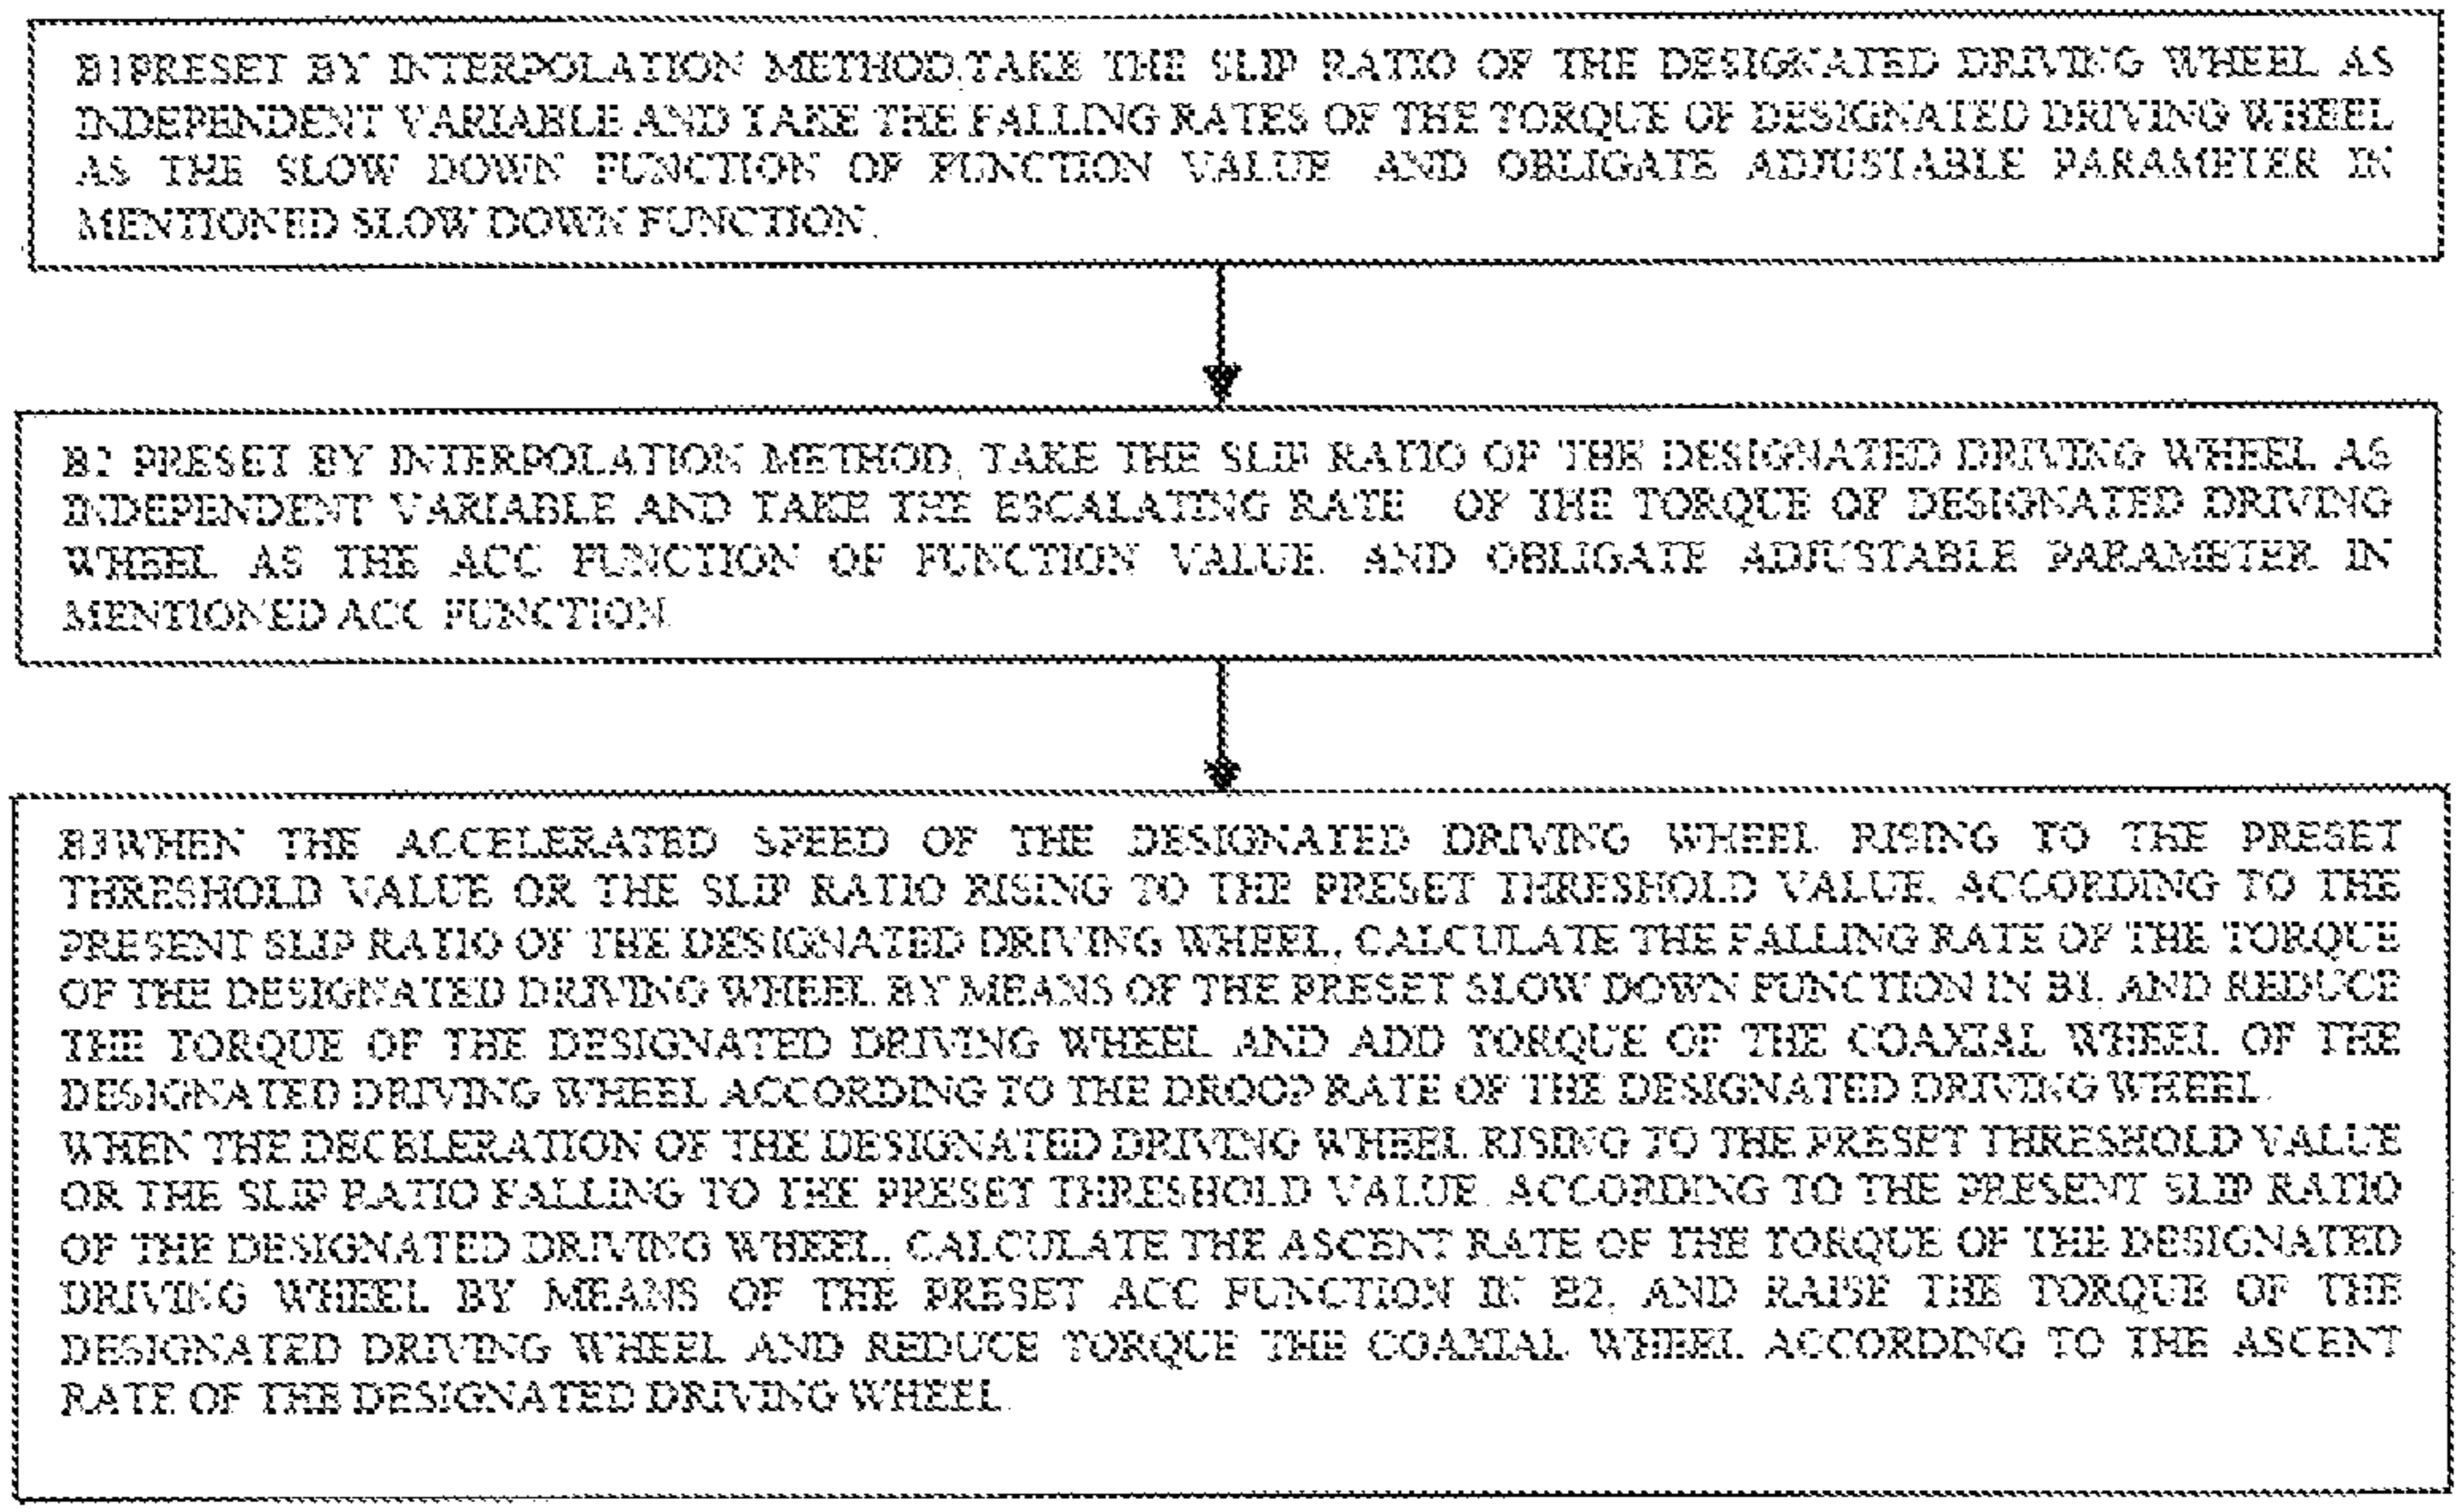 B1PRESET BY INTERPOLATION METHOD,TAKE THE SLIP RATIO OF THE DESIGNATED DRIVING WHEEL AS
INDEPENDENT VARIABLE AND TAKE THE FALLING RATES OF THE TORQUE OF DESIGNATED DRIVING WHEEL
AS THE SLOW DOWN FUNCTION OF FUNCTION VALUE. AND OBLIGATE ADJUSTABLE PARAMETER IN
MENTIONED SLOW DOWN FUNCTION.
B2 PRESET BY INTERPOLATION METHOD, TAKE THE SLIP RATIO OF THE DESIGNATED DRIVING WHEEL AS
INDEPENDENT VARIABLE AND TAKE THE ESCALATING RATE OF THE TORQUE OF DESIGNATED DRIVING
WHEEL AS THE ACC FUNCTION OF FUNCTION VALUE. AND OBLIGATE ADJUSTABLE PARAMETER IN
MENTIONED ACC FUNCTION.
B3WHEN THE ACCELERATED SPEED OF THE DESIGNATED DRIVING WHEEL RISING TO THE PRESET
THRESHOLD VALUE OR THE SLIP RATIO RISING TO THE PRESET THRESHOLD VALUE, ACCORDING TO THE
PRESENT SLIP RATIO OF THE DESIGNATED DRIVING WHEEL, CALCULATE THE FALLING RATE OF THE TORQUE
OF THE DESIGNATED DRIVING WHEEL BY MEANS OF THE PRESET SLOW DOWN FUNCTION IN B1, AND REDUCE
THE TORQUE OF THE DESIGNATED DRIVING WHEEL AND ADD TORQUE OF THE COAXIAL WHEEL OF THE
DESIGNATED DRIVING WHEEL ACCORDING TO THE DROOP RATE OF THE DESIGNATED DRIVING WHEEL.
WHEN THE DECELERATION OF THE DESIGNATED DRIVING WHEEL RISING TO THE PRESET THRESHOLD VALUE
OR THE SLIP RATIO FALLING TO THE PRESET THRESHOLD VALUE, ACCORDING TO THE PRESENT SLIP RATIO
OF THE DESIGNATED DRIVING WHEEL, CALCULATE THE ASCENT RATE OF THE TORQUE OF THE DESIGNATED
DRIVING WHEEL BY MEANS OF THE PRESET ACC FUNCTION IN B2, AND RAISE THE TORQUE OF THE
DESIGNATED DRIVING WHEEL AND REDUCE TORQUE THE COAXIAL WHEEL ACCORDING TO THE ASCENT
RATE OF THE DESIGNATED DRIVING WHEEL.